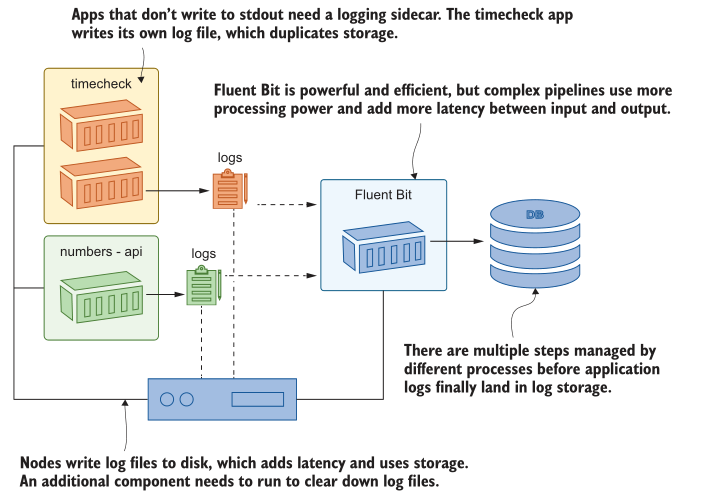 Apps that don't write to stdout need a logging sidecar. The timecheck app
writes its own log file, which duplicates storage.
timecheck
Fluent Bit is powerful and efficient, but complex pipelines use more
processing power and add more latency between input and output.
logs
Fluent Bit
DB
numbers - api
logs
There are multiple steps managed by
different processes before application
logs finally land in log storage.
Nodes write log files to disk, which adds latency and uses storage.
An additional component needs to run to clear down log files.